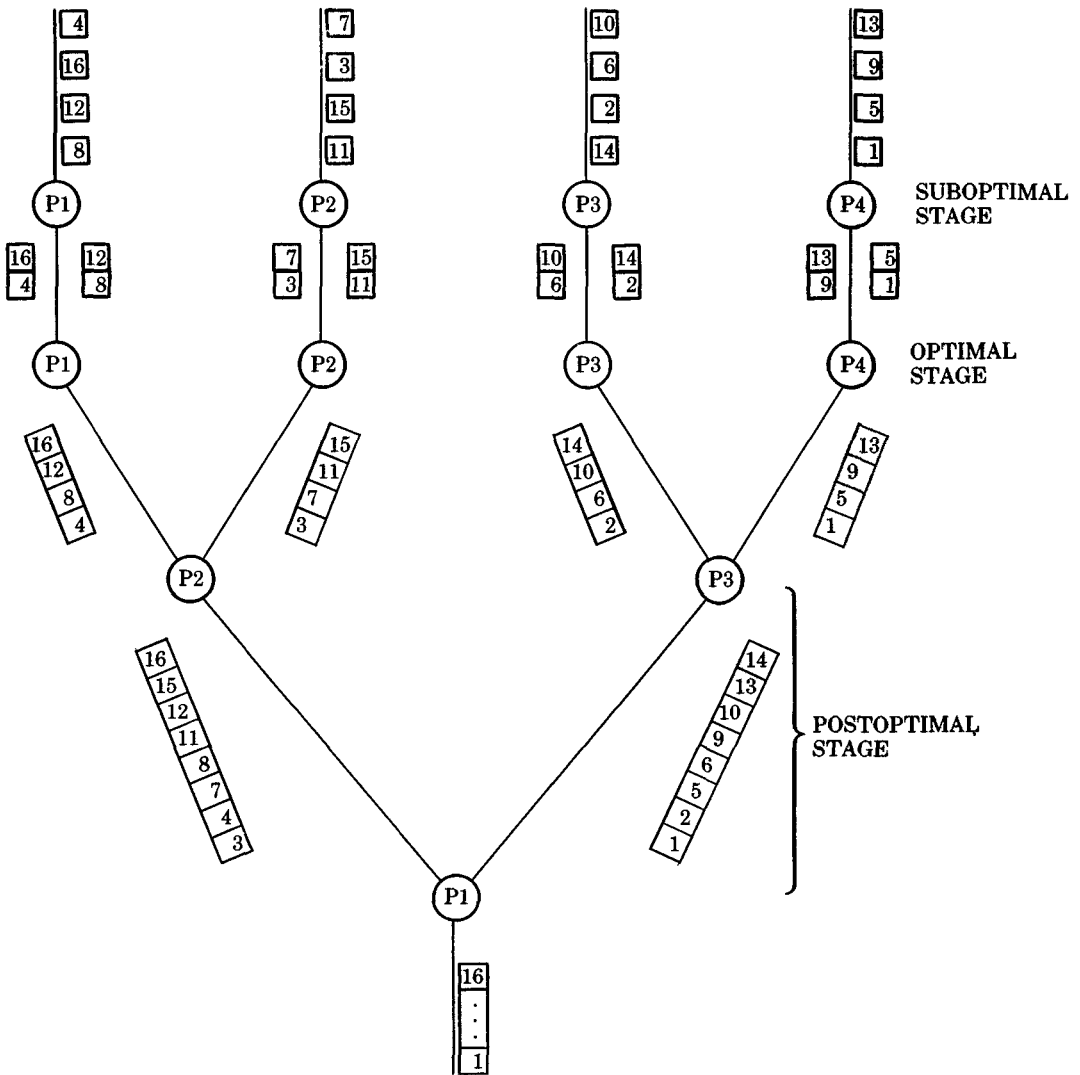 4 7 10 13
16 3 6 9
12 15 2 5
8 11 14 1
P1 P2 P3 P4 SUBOPTIMAL
STAGE
16 12 7 15 10 14 13 5
4 8 3 11 6 2 9 1
P1 P2 P3 P4 OPTIMAL
STAGE
16 15 14 13
12 11 10 9
8 7 6 5
4 3 2 1
P2 P3
16 14
15 13
12 10
11 9
8 6
7 5
4 2
3 1
POSTOPTIMAL
STAGE
P1
16
.
.
.
1